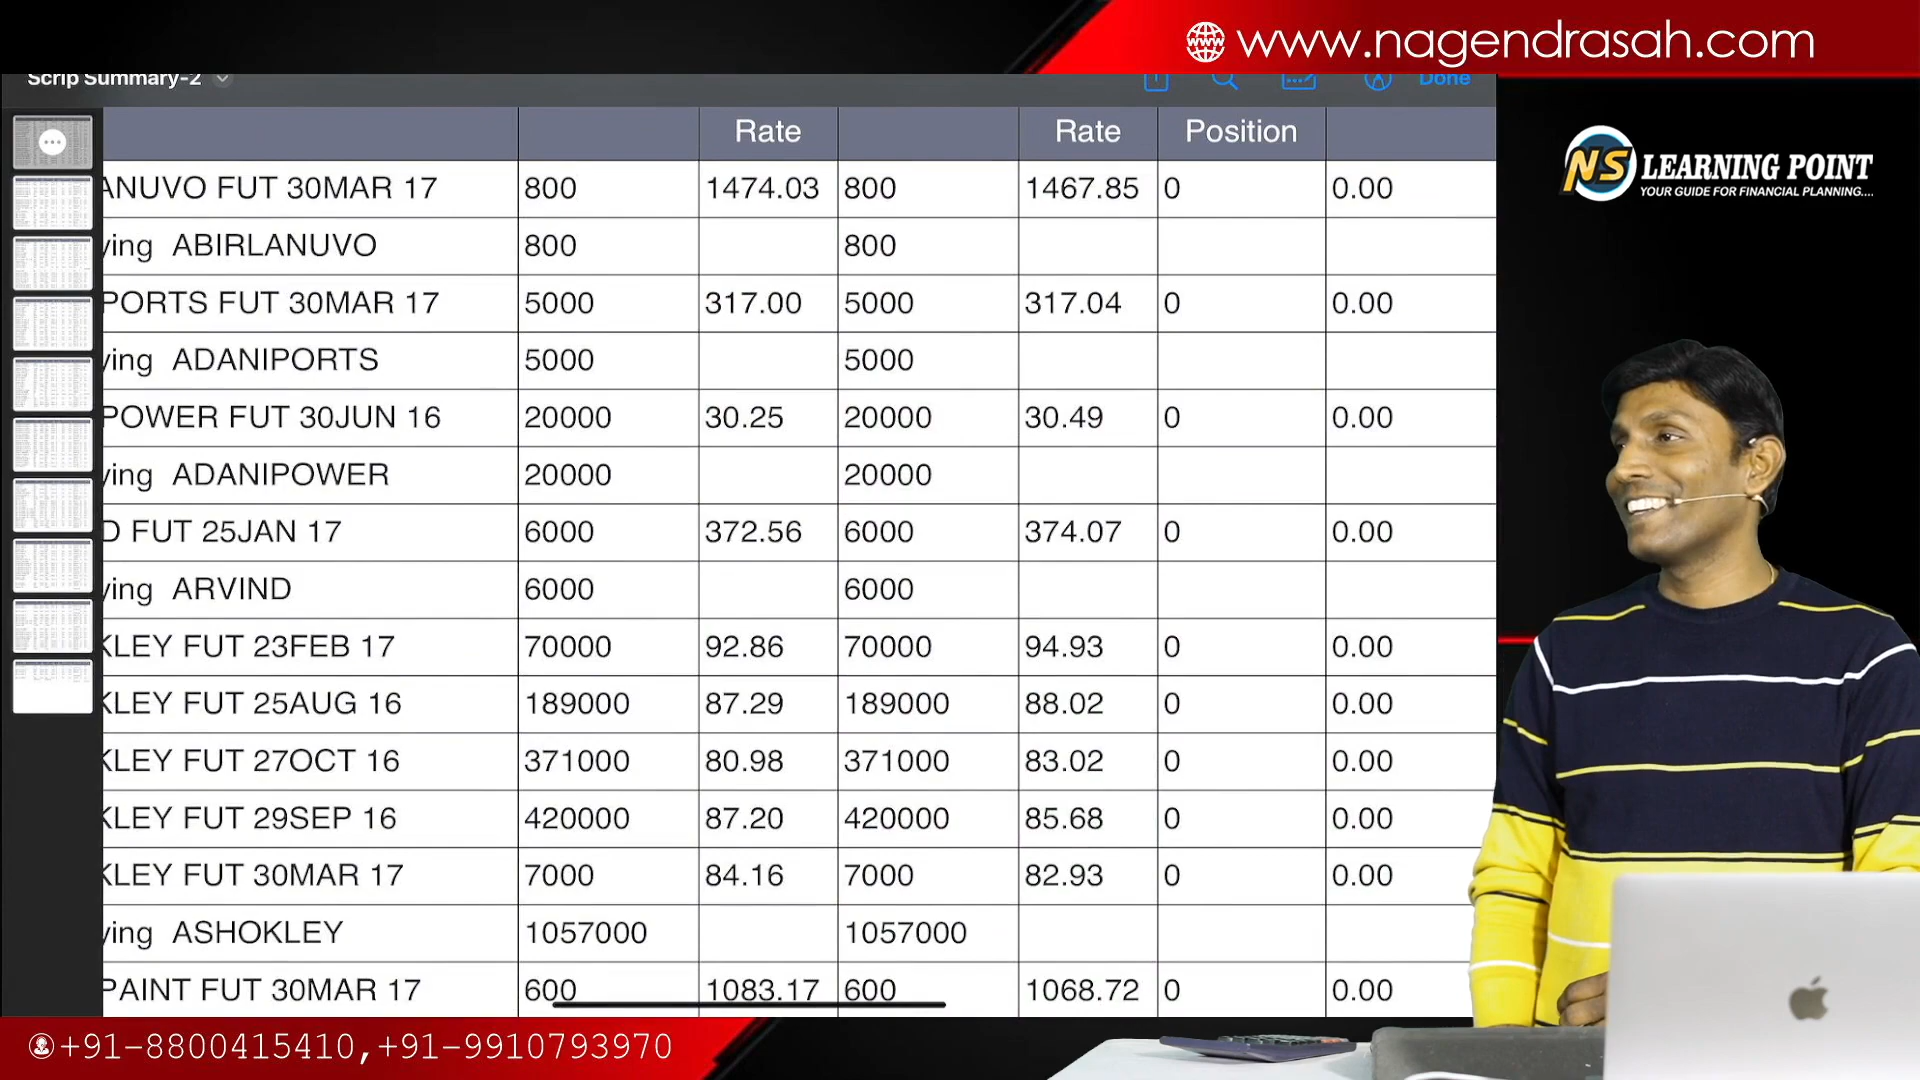 www.nagendrasah.com
Scrip Summary-2
Done
NS LEARNING POINT
YOUR GUIDE FOR FINANCIAL PLANNING....
Rate Rate Position
ANUVO FUT 30MAR 17 800 1474.03 800 1467.85 0 0.00
ying ABIRLANUVO 800 800
PORTS FUT 30MAR 17 5000 317.00 5000 317.04 0 0.00
ying ADANIPORTS 5000 5000
POWER FUT 30JUN 16 20000 30.25 20000 30.49 0 0.00
ying ADANIPOWER 20000 20000
D FUT 25JAN 17 6000 372.56 6000 374.07 0 0.00
ying ARVIND 6000 6000
KLEY FUT 23FEB 17 70000 92.86 70000 94.93 0 0.00
KLEY FUT 25AUG 16 189000 87.29 189000 88.02 0 0.00
KLEY FUT 27OCT 16 371000 80.98 371000 83.02 0 0.00
KLEY FUT 29SEP 16 420000 87.20 420000 85.68 0 0.00
KLEY FUT 30MAR 17 7000 84.16 7000 82.93 0 0.00
ying ASHOKLEY 1057000 1057000
PAINT FUT 30MAR 17 600 1083.17 600 1068.72 0 0.00
+91-8800415410,+91-9910793970